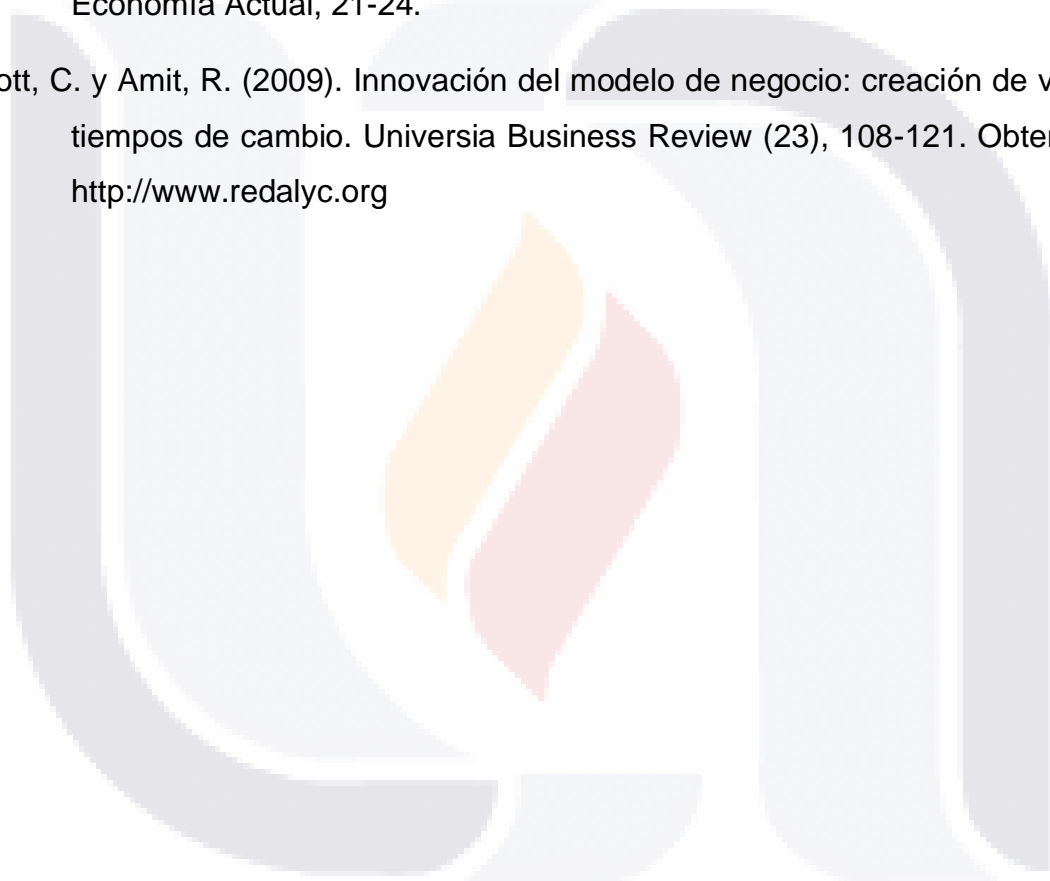 Economía Actual, 21-24.
ott, C. y Amit, R. (2009). Innovación del modelo de negocio: creación de v
tiempos de cambio. Universia Business Review (23), 108-121. Obte
http://www.redalyc.org